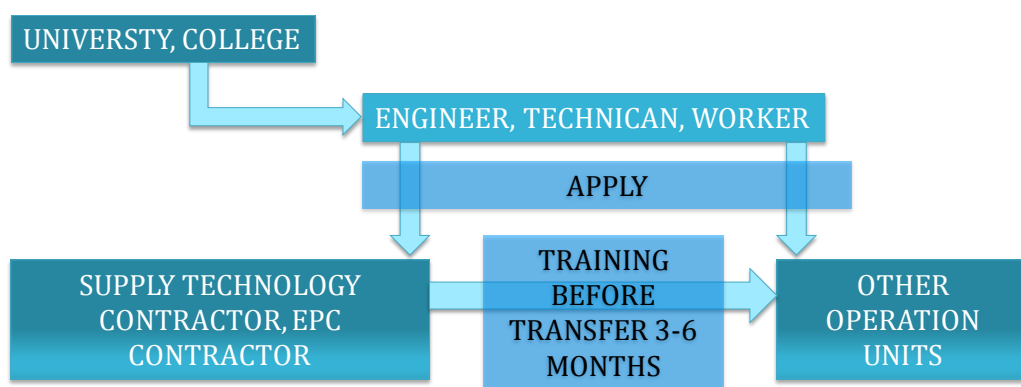 UNIVERSTY, COLLEGE
ENGINEER, TECHNICAN, WORKER
APPLY
SUPPLY TECHNOLOGY
CONTRACTOR, EPC
CONTRACTOR
TRAINING
BEFORE
TRANSFER 3-6
MONTHS
OTHER
OPERATION
UNITS